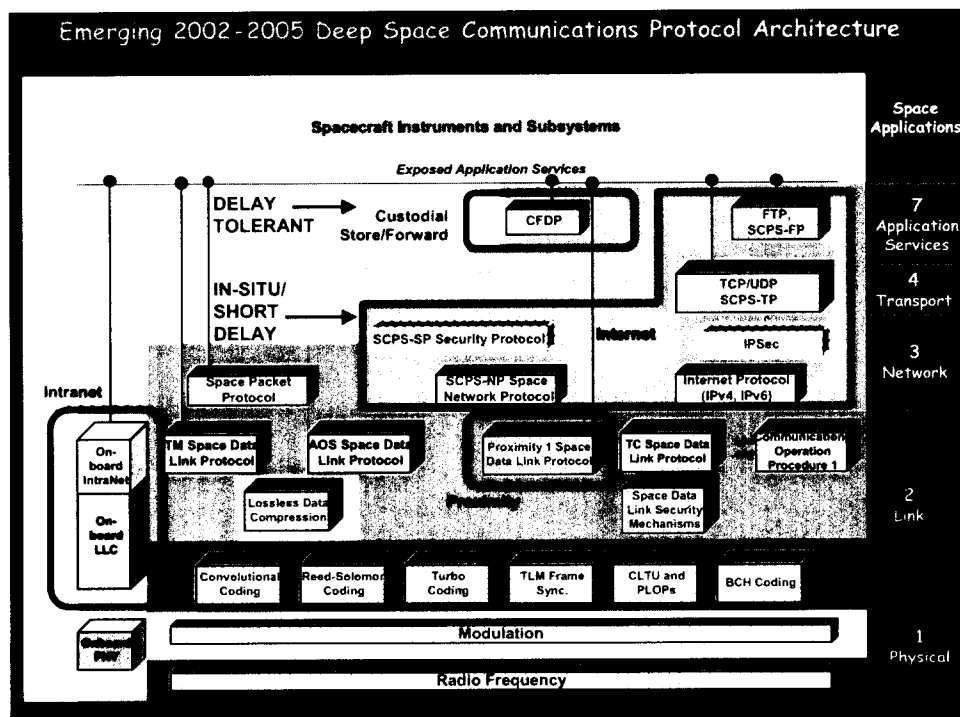 Emerging 2002-2005 Deep Space Communications Protocol Architecture
Space
Applications
Spacecraft Instruments and Subsystems
Exposed Application Services
DELAY
TOLERANT
Custodial
Store/Forward
CFDP
FTP,
SCPS-FP
7
Application
Services
IN-SITU/
SHORT
DELAY
TCP/UDP
SCPS-TP
4
Transport
SCPS-SP Security Protocol
Internet
IPSec
3
Network
Intranet
Space Packet
Protocol
SCPS-NP Space
Network Protocol
Internet Protocol
(IPv4, IPv6)
On-
board
IntraNet
TM Space Data
Link Protocol
AOS Space Data
Link Protocol
Proximity 1 Space
Data Link Protocol
TC Space Data
Link Protocol
Communication
Operation
Procedure 1
On-
board
LLC
Lossless Data
Compression
Proximity
Space Data
Link Security
Mechanisms
2
Link
Convolutional
Coding
Reed-Solomon
Coding
Turbo
Coding
TLM Frame
Sync.
CLTU and
PLOPs
BCH Coding
Modulation
1
Physical
Radio Frequency